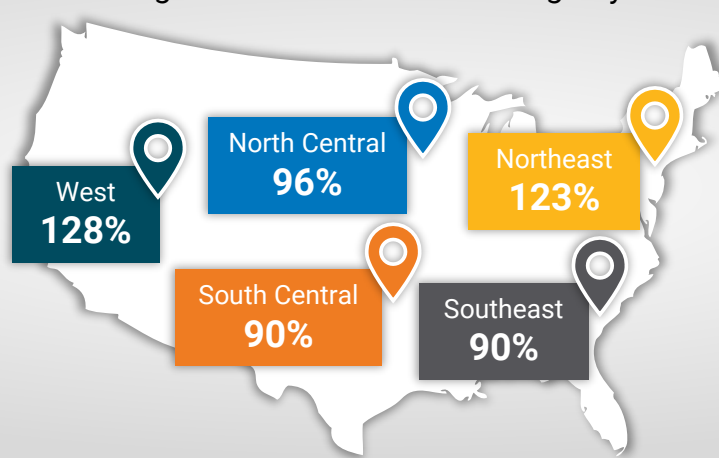 West
128%
North Central
96%
Northeast
123%
South Central
90%
Southeast
90%